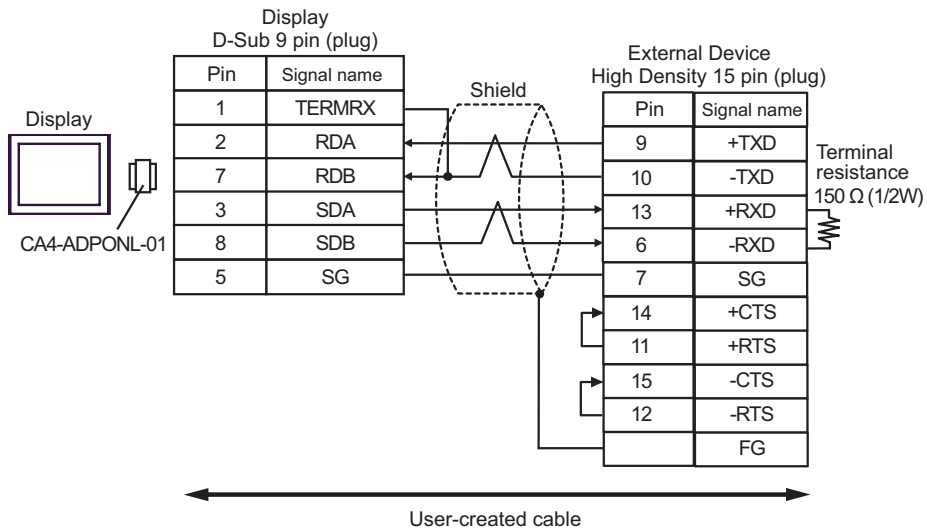 Display
D-Sub 9 pin (plug)
Pin Signal name
1 TERMRX
2 RDA
7 RDB
3 SDA
8 SDB
5 SG
Display
CA4-ADPONL-01
Shield
External Device
High Density 15 pin (plug)
Pin Signal name
9 +TXD
10 -TXD
13 +RXD
6 -RXD
7 SG
14 +CTS
11 +RTS
15 -CTS
12 -RTS
FG
Terminal
resistance
150 Ω (1/2W)
User-created cable